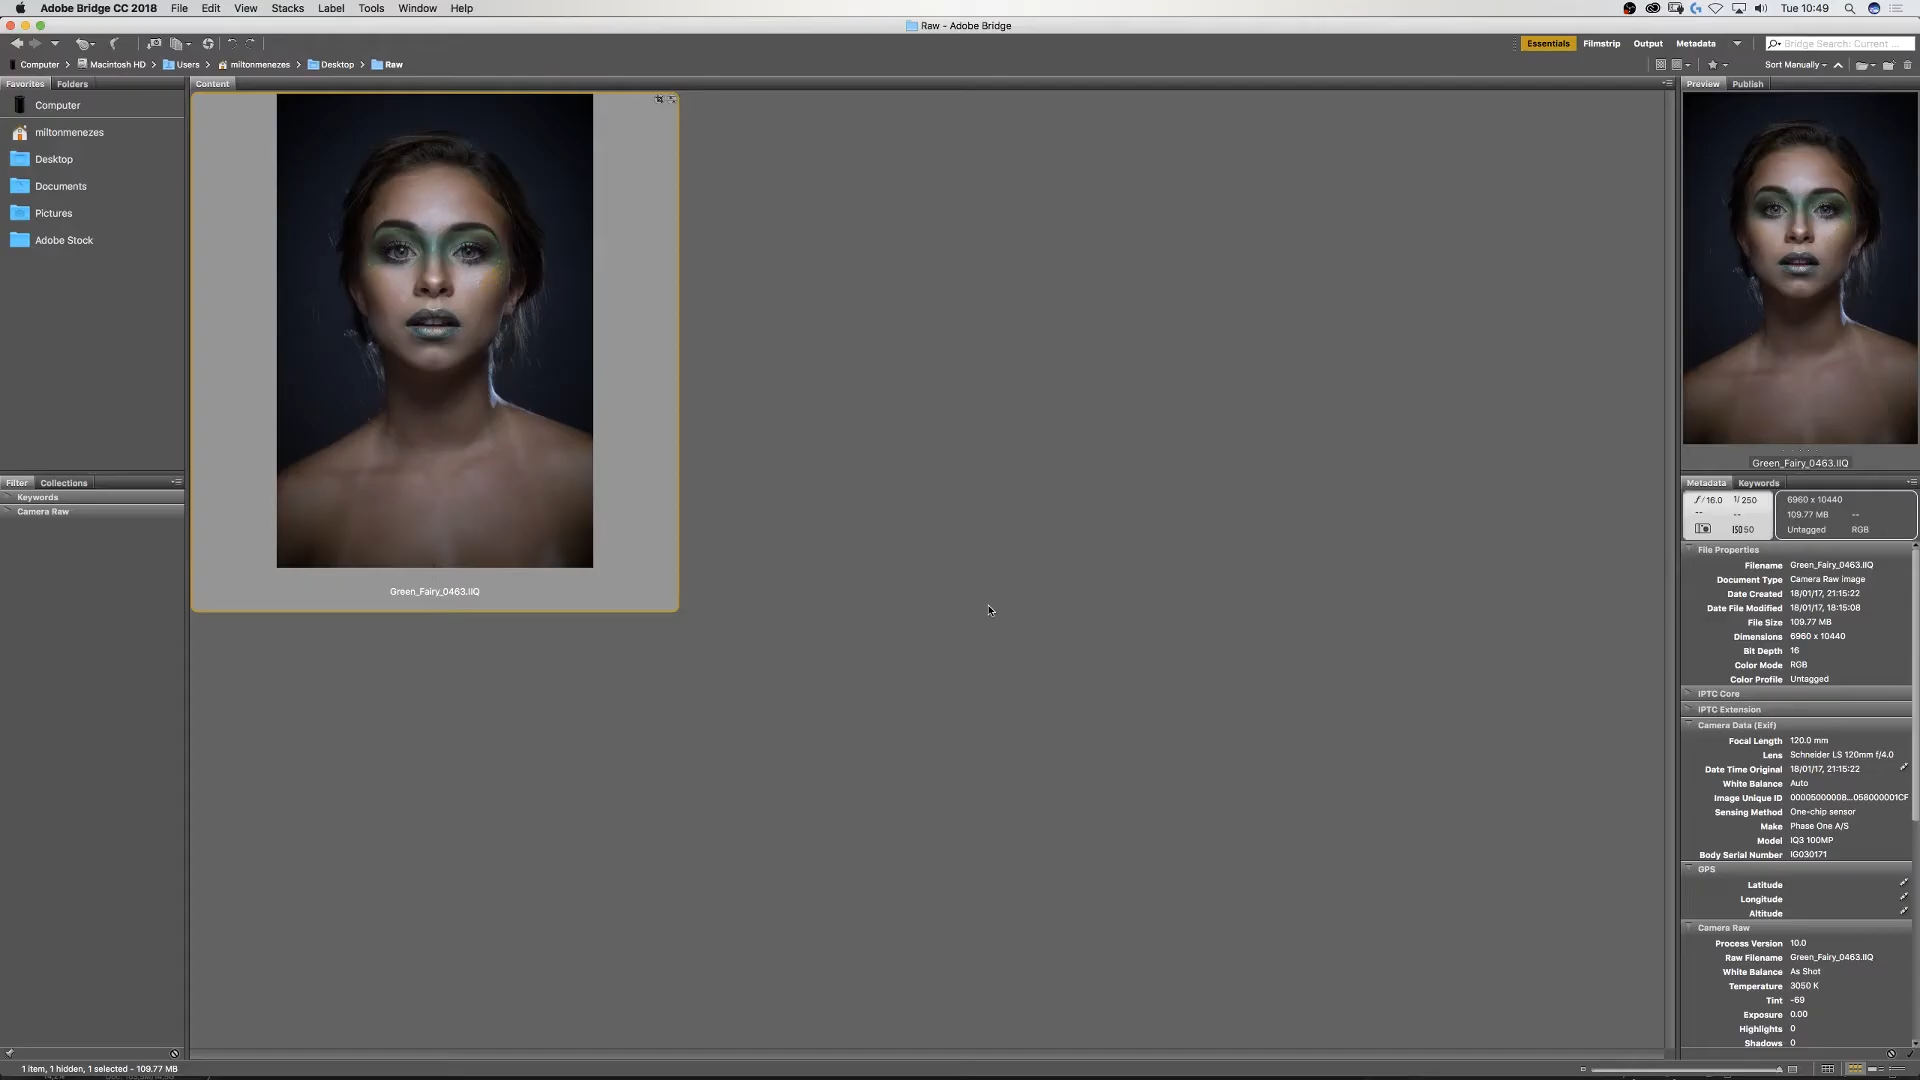 Adobe Bridge CC 2018 File Edit View Stacks Label Tools Window Help Tue 10:49
Raw - Adobe Bridge
Essentials Filmstrip Output Metadata Bridge Search: Current ...
Computer Macintosh HD Users miltonmenezes Desktop Raw Sort Manually
Favorites Folders
Computer
miltonmenezes
Desktop
Documents
Pictures
Adobe Stock
Filter Collections
Keywords
Camera Raw
Content
Green_Fairy_0463.IIQ
Preview Publish
Green_Fairy_0463.IIQ
Metadata Keywords
f/16.0 1/250 6960 x 10440
-- -- 109.77 MB --
ISO50 Untagged RGB
File Properties
Filename Green_Fairy_0463.IIQ
Document Type Camera Raw image
Date Created 18/01/17, 21:15:22
Date File Modified 18/01/17, 18:15:08
File Size 109.77 MB
Dimensions 6960 x 10440
Bit Depth 16
Color Mode RGB
Color Profile Untagged
IPTC Core
IPTC Extension
Camera Data (Exif)
Focal Length 120.0 mm
Lens Schneider LS 120mm f/4.0
Date Time Original 18/01/17, 21:15:22
White Balance Auto
Image Unique ID 00005000008...058000001CF
Sensing Method One-chip sensor
Make Phase One A/S
Model IQ3 100MP
Body Serial Number IG030171
GPS
Latitude
Longitude
Altitude
Camera Raw
Process Version 10.0
Raw Filename Green_Fairy_0463.IIQ
White Balance As Shot
Temperature 3050 K
Tint -69
Exposure 0.00
Highlights 0
Shadows 0
1 item, 1 hidden, 1 selected - 109.77 MB